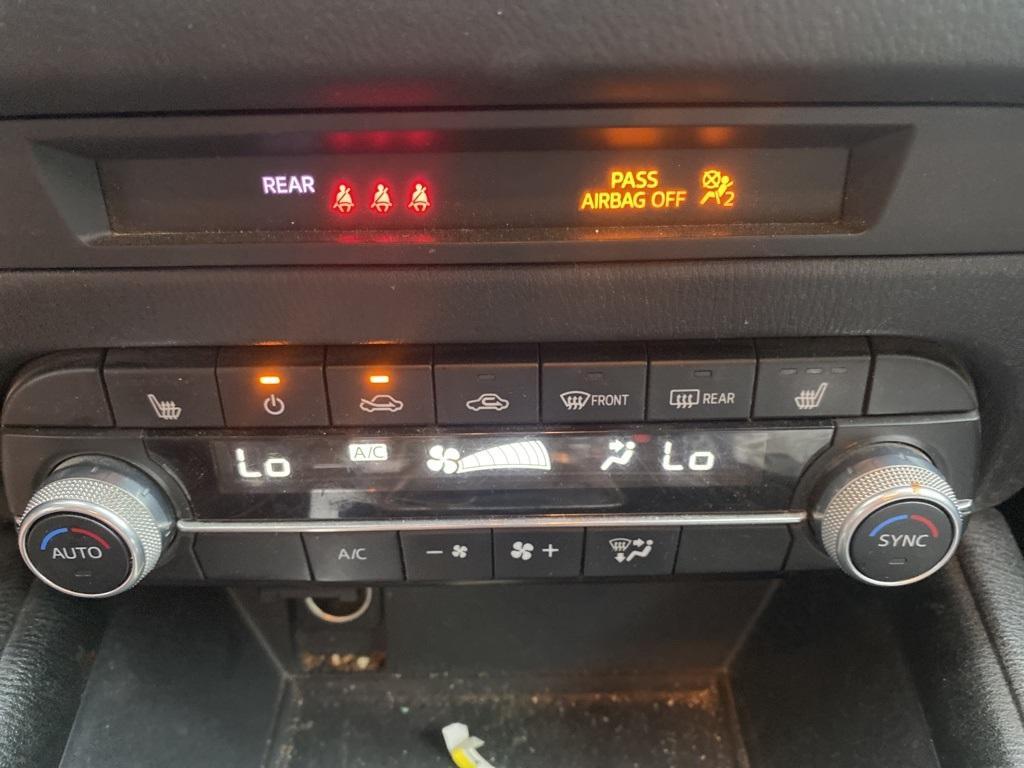 REAR
PASS
AIRBAG OFF 2
FRONT
REAR
Lo A/C Lo
AUTO
A/C
- +
SYNC